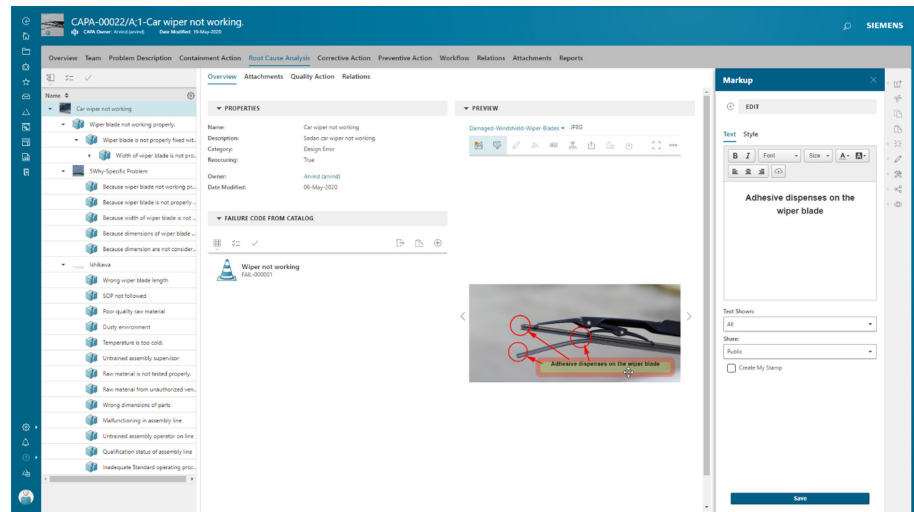 CAPA-00022/A;1-Car wiper not working.
CAPA Owner: Arvind (arvind) Date Modified: 19-May-2020
SIEMENS
Overview Team Problem Description Containment Action Root Cause Analysis Corrective Action Preventive Action Workflow Relations Attachments Reports
Overview Attachments Quality Action Relations
Name
Car wiper not working
Wiper blade not working properly.
Wiper blade is not properly fixed wit..
Width of wiper blade is not pro..
5Why-Specific Problem
Because wiper blade not working pr...
Because wiper blade is not properly ..
Because width of wiper blade is not ..
Because dimensions of wiper blade ..
Because dimension are not consider..
Ishikawa
Wrong wiper blade length
SOP not followed
Poor quality raw material
Dusty environment
Temperature is too cold.
Untrained assembly supervisor
Raw material is not tested properly.
Raw material from unauthorized ven..
Wrong dimensions of parts
Malfunctioning in assembly line
Untrained assembly operator on line
Qualification status of assembly line
Inadequate Standard operating proc..
PROPERTIES
Name: Car wiper not working
Description: Sedan car wiper not working
Category: Design Error
Reoccuring: True
Owner: Arvind (arvind)
Date Modified: 06-May-2020
FAILURE CODE FROM CATALOG
Wiper not working
FAIL-000001
PREVIEW
Damaged-Windshield-Wiper-Blades JPEG
Adhesive dispenses on the wiper blade
Markup
EDIT
Text Style
B I Font Size A A
Adhesive dispenses on the
wiper blade
Text Shown:
All
Share:
Public
Create My Stamp
Save